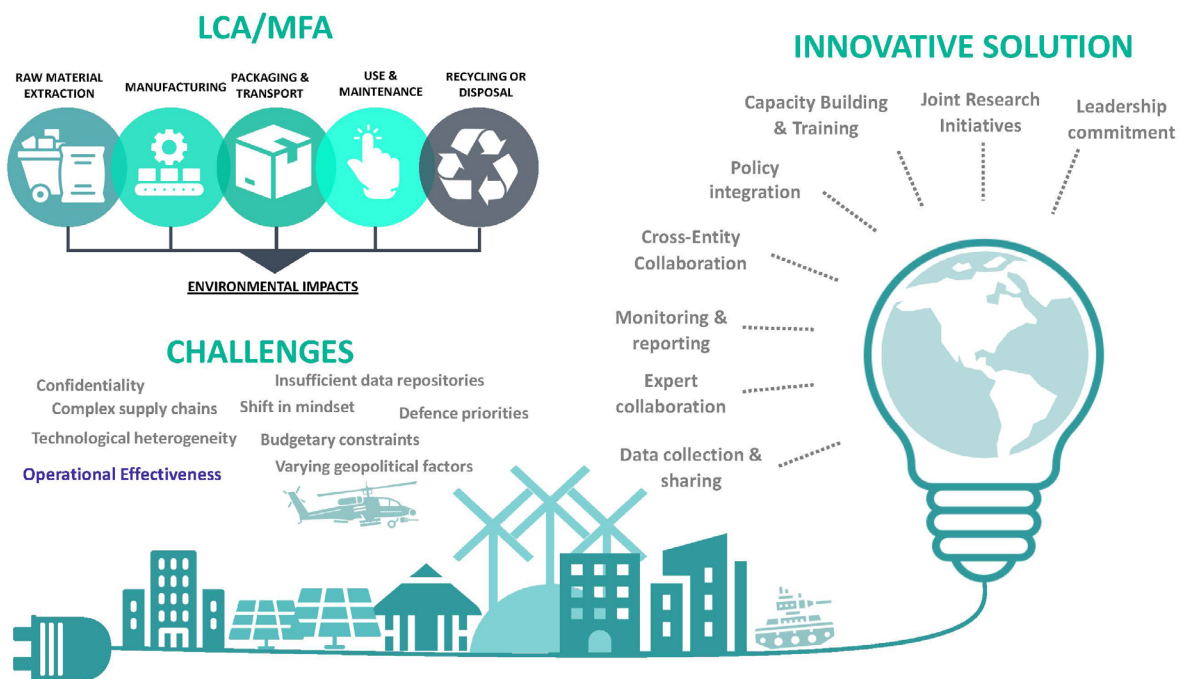 LCA/MFA
RAW MATERIAL
EXTRACTION
MANUFACTURING
PACKAGING &
TRANSPORT
USE &
MAINTENANCE
RECYCLING OR
DISPOSAL
ENVIRONMENTAL IMPACTS
CHALLENGES
Confidentiality
Insufficient data repositories
Complex supply chains
Shift in mindset
Defence priorities
Technological heterogeneity
Budgetary constraints
Operational Effectiveness
Varying geopolitical factors
INNOVATIVE SOLUTION
Capacity Building
& Training
Joint Research
Initiatives
Leadership
commitment
Policy
integration
Cross-Entity
Collaboration
Monitoring &
reporting
Expert
collaboration
Data collection &
sharing